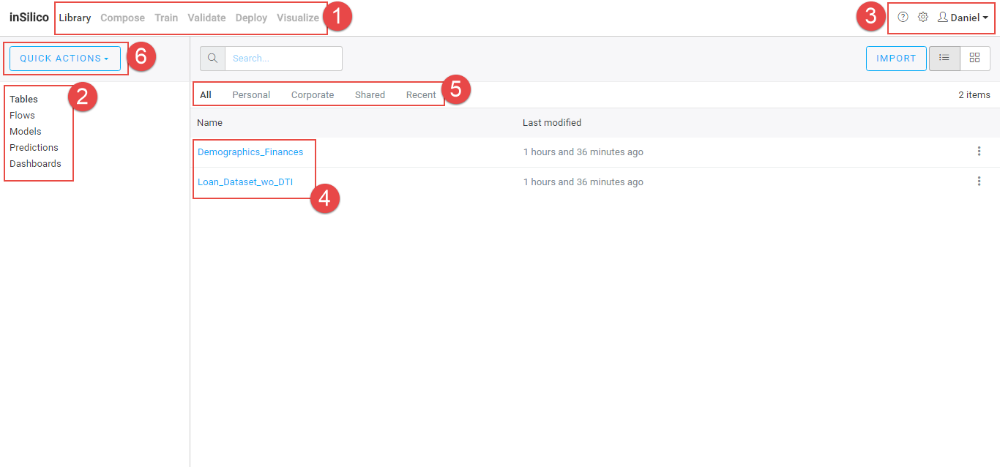 inSilico Library Compose Train Validate Deploy Visualize 1 3 Daniel
QUICK ACTIONS 6 Search... IMPORT
Tables 2
Flows
Models
Predictions
Dashboards
All Personal Corporate Shared Recent 5 2 items
Name Last modified
Demographics_Finances 1 hours and 36 minutes ago
Loan_Dataset_wo_DTI 1 hours and 36 minutes ago
4